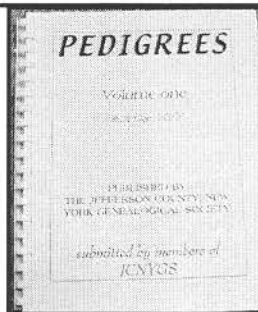 PEDIGREES
Volume one
PUBLISHED BY
THE JEFFERSON COUNTY, NEW
YORK GENEALOGICAL SOCIETY
submitted by members of
JCNYGS